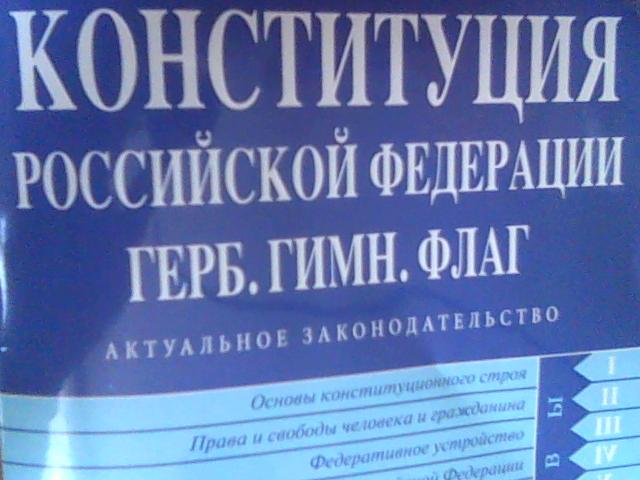 КОНСТИТУЦИЯ
РОССИЙСКОЙ ФЕДЕРАЦИИ
ГЕРБ. ГИМН. ФЛАГ
АКТУАЛЬНОЕ ЗАКОНОДАТЕЛЬСТВО
Основы конституционного строя I
Права и свободы человека и гражданина II
Федеративное устройство III
Федерации IV
В Ы